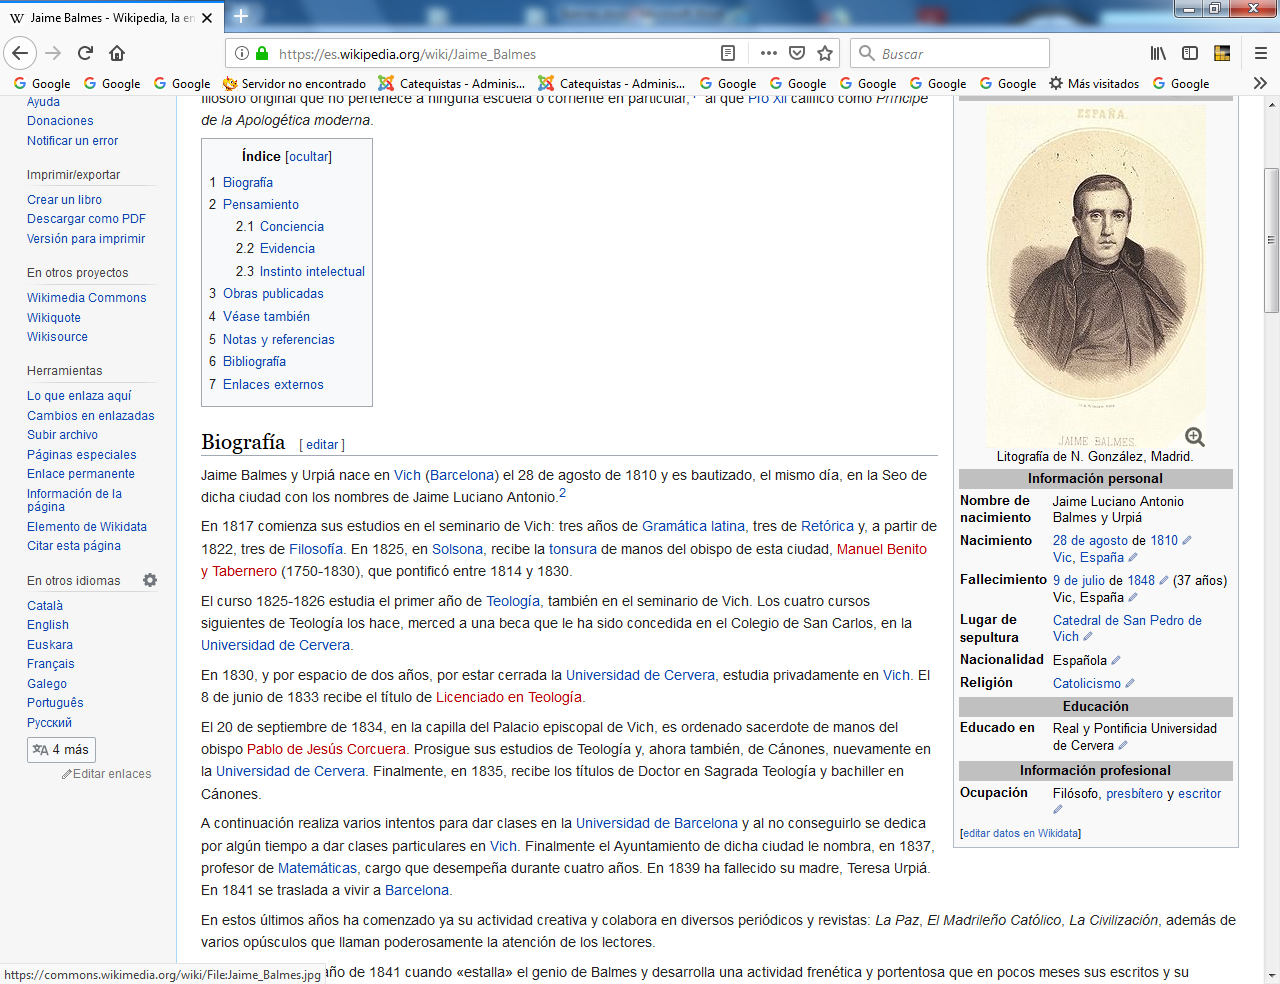 Jaime Balmes - Wikipedia, la en
https://es.wikipedia.org/wiki/Jaime_Balmes
Buscar
Google Google Google Servidor no encontrado Catequistas - Adminis... Catequistas - Adminis... Google Google Google Google Google Más visitados Google
Ayuda
Donaciones
Notificar un error
Imprimir/exportar
Crear un libro
Descargar como PDF
Versión para imprimir
En otros proyectos
Wikimedia Commons
Wikiquote
Wikisource
Herramientas
Lo que enlaza aquí
Cambios en enlazadas
Subir archivo
Páginas especiales
Enlace permanente
Información de la
página
Elemento de Wikidata
Citar esta página
En otros idiomas
Català
English
Euskara
Français
Galego
Português
Русский
4 más
Editar enlaces
filósofo original que no pertenece a ninguna escuela o corriente en particular, al que Pío XII calificó como Príncipe
de la Apologética moderna.
Índice [ocultar]
1 Biografía
2 Pensamiento
2.1 Conciencia
2.2 Evidencia
2.3 Instinto intelectual
3 Obras publicadas
4 Véase también
5 Notas y referencias
6 Bibliografía
7 Enlaces externos
Biografía [ editar ]
Jaime Balmes y Urpiá nace en Vich (Barcelona) el 28 de agosto de 1810 y es bautizado, el mismo día, en la Seo de
dicha ciudad con los nombres de Jaime Luciano Antonio.2
En 1817 comienza sus estudios en el seminario de Vich: tres años de Gramática latina, tres de Retórica y, a partir de
1822, tres de Filosofía. En 1825, en Solsona, recibe la tonsura de manos del obispo de esta ciudad, Manuel Benito
y Tabernero (1750-1830), que pontificó entre 1814 y 1830.
El curso 1825-1826 estudia el primer año de Teología, también en el seminario de Vich. Los cuatro cursos
siguientes de Teología los hace, merced a una beca que le ha sido concedida en el Colegio de San Carlos, en la
Universidad de Cervera.
En 1830, y por espacio de dos años, por estar cerrada la Universidad de Cervera, estudia privadamente en Vich. El
8 de junio de 1833 recibe el título de Licenciado en Teología.
El 20 de septiembre de 1834, en la capilla del Palacio episcopal de Vich, es ordenado sacerdote de manos del
obispo Pablo de Jesús Corcuera. Prosigue sus estudios de Teología y, ahora también, de Cánones, nuevamente en
la Universidad de Cervera. Finalmente, en 1835, recibe los títulos de Doctor en Sagrada Teología y bachiller en
Cánones.
A continuación realiza varios intentos para dar clases en la Universidad de Barcelona y al no conseguirlo se dedica
por algún tiempo a dar clases particulares en Vich. Finalmente el Ayuntamiento de dicha ciudad le nombra, en 1837,
profesor de Matemáticas, cargo que desempeña durante cuatro años. En 1839 ha fallecido su madre, Teresa Urpiá.
En 1841 se traslada a vivir a Barcelona.
En estos últimos años ha comenzado ya su actividad creativa y colabora en diversos periódicos y revistas: La Paz, El Madrileño Católico, La Civilización, además de
varios opúsculos que llaman poderosamente la atención de los lectores.
año de 1841 cuando «estalla» el genio de Balmes y desarrolla una actividad frenética y portentosa que en pocos meses sus escritos y su
ESPAÑA.
JAIME BALMES.
Litografía de N. González, Madrid.
Información personal
Nombre de nacimiento Jaime Luciano Antonio Balmes y Urpiá
Nacimiento 28 de agosto de 1810
Vic, España
Fallecimiento 9 de julio de 1848 (37 años)
Vic, España
Lugar de sepultura Catedral de San Pedro de Vich
Nacionalidad Española
Religión Catolicismo
Educación
Educado en Real y Pontificia Universidad
de Cervera
Información profesional
Ocupación Filósofo, presbítero y escritor
[editar datos en Wikidata]
https://commons.wikimedia.org/wiki/File:Jaime_Balmes.jpg